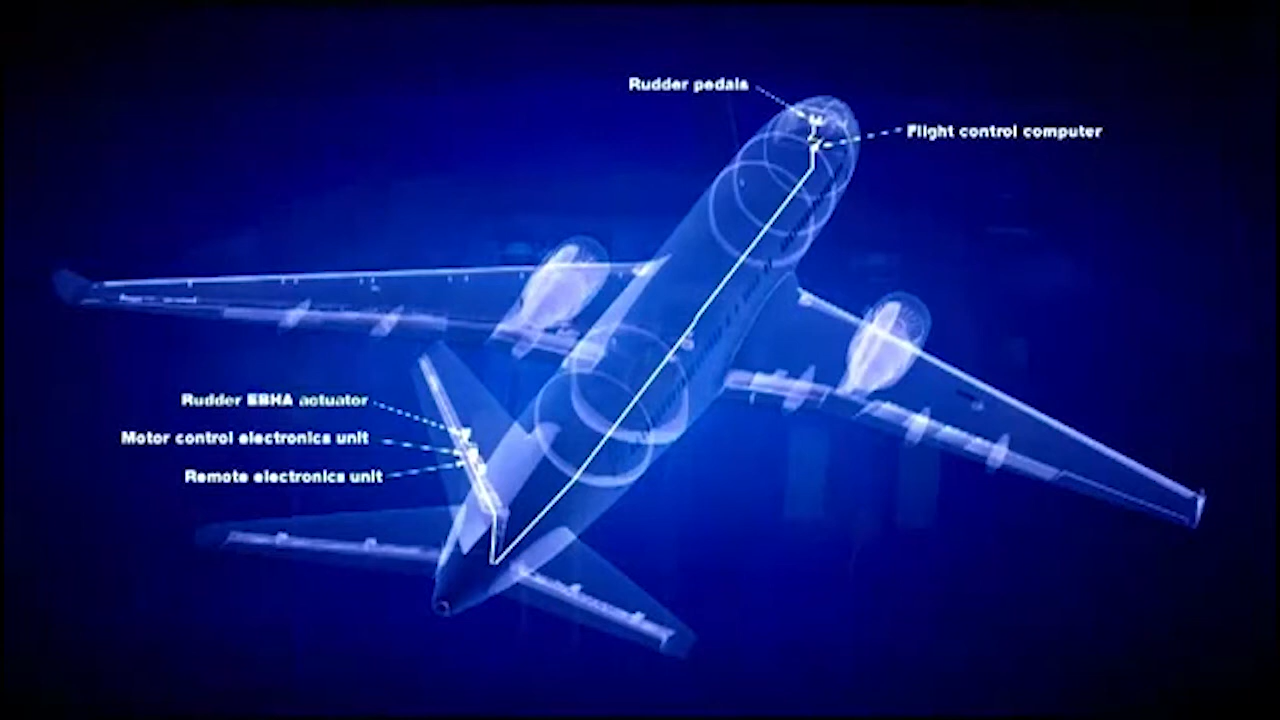 Rudder pedals
Flight control computer
Rudder EBHA actuator
Motor control electronics unit
Remote electronics unit